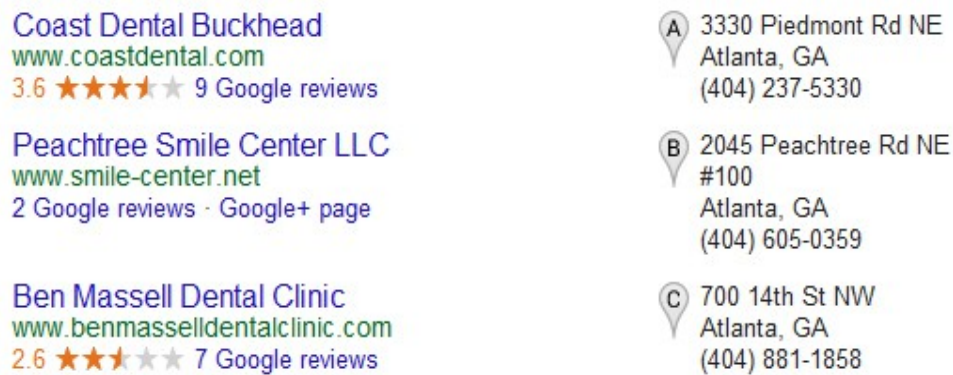 Coast Dental Buckhead
www.coastdental.com
3.6 9 Google reviews
A 3330 Piedmont Rd NE
Atlanta, GA
(404) 237-5330
Peachtree Smile Center LLC
www.smile-center.net
2 Google reviews · Google+ page
B 2045 Peachtree Rd NE
#100
Atlanta, GA
(404) 605-0359
Ben Massell Dental Clinic
www.benmasselldentalclinic.com
2.6 7 Google reviews
C 700 14th St NW
Atlanta, GA
(404) 881-1858